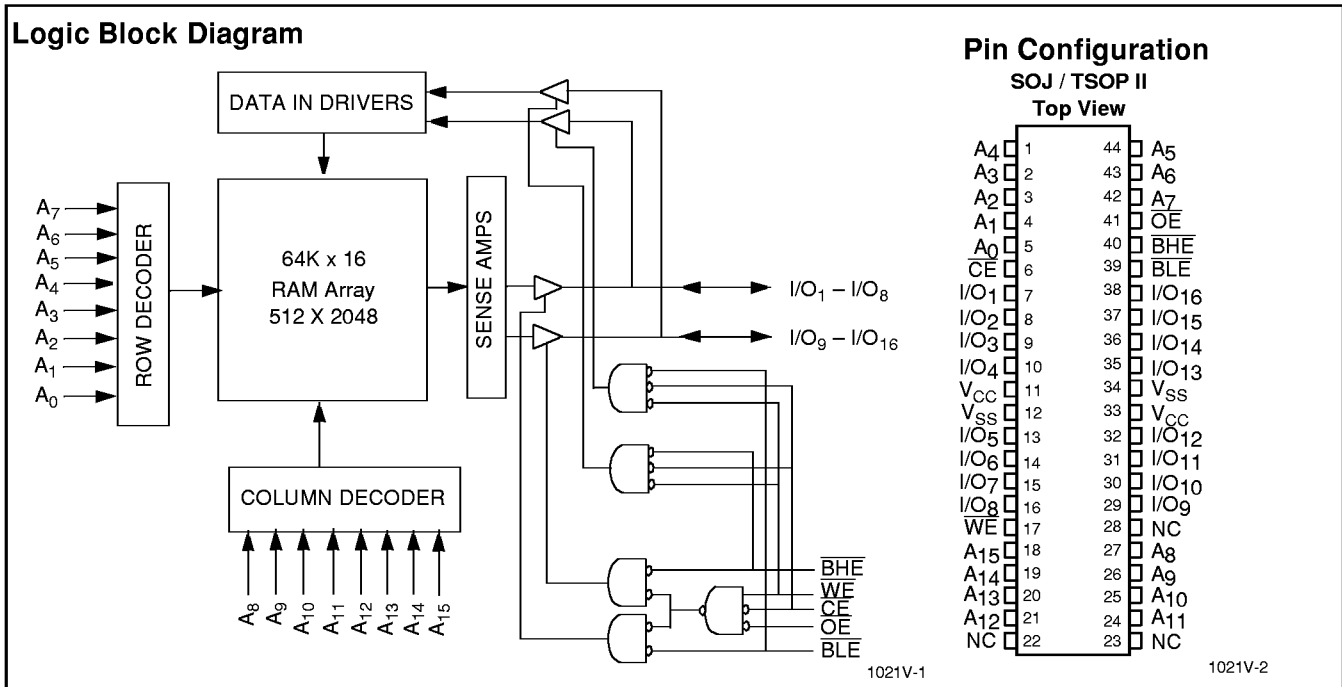 Logic Block Diagram
DATA IN DRIVERS
A7
A6
A5
A4
A3
A2
A1
A0
ROW DECODER
64K x 16
RAM Array
512 X 2048
SENSE AMPS
I/O1 – I/O8
I/O9 – I/O16
COLUMN DECODER
A8
A9
A10
A11
A12
A13
A14
A15
BHE
WE
CE
OE
BLE
1021V-1
Pin Configuration
SOJ / TSOP II
Top View
A4 1 44 A5
A3 2 43 A6
A2 3 42 A7
A1 4 41 OE
A0 5 40 BHE
CE 6 39 BLE
I/O1 7 38 I/O16
I/O2 8 37 I/O15
I/O3 9 36 I/O14
I/O4 10 35 I/O13
VCC 11 34 VSS
VSS 12 33 VCC
I/O5 13 32 I/O12
I/O6 14 31 I/O11
I/O7 15 30 I/O10
I/O8 16 29 I/O9
WE 17 28 NC
A15 18 27 A8
A14 19 26 A9
A13 20 25 A10
A12 21 24 A11
NC 22 23 NC
1021V-2